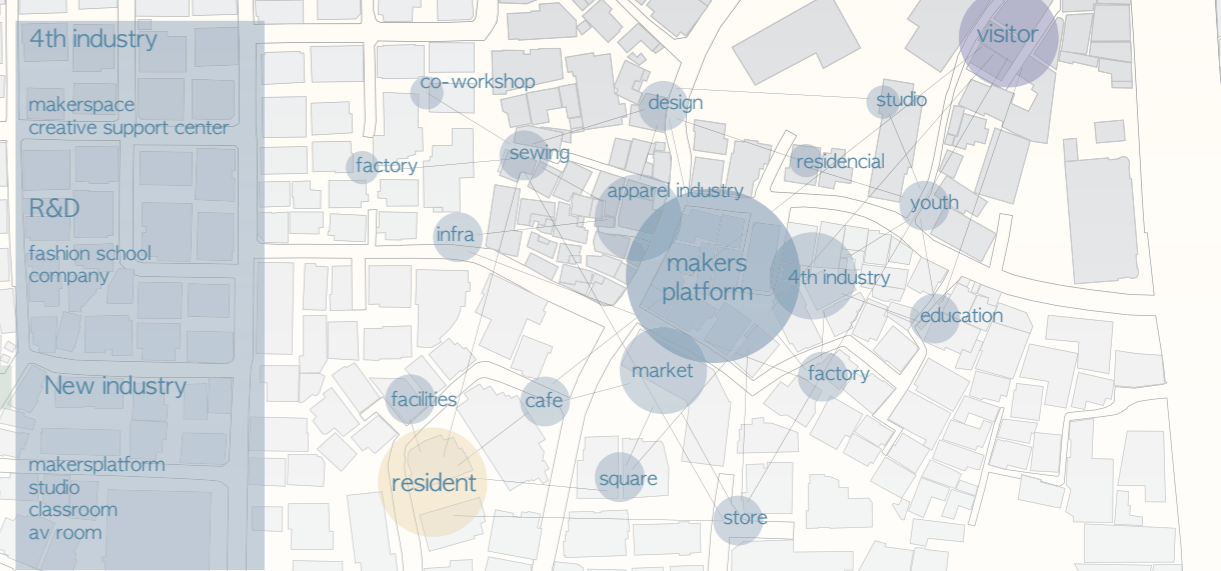 4th industry
makerspace
creative support center
R&D
fashion school
company
New industry
makersplatform
studio
classroom
av room
visitor
co-workshop
design
studio
sewing
factory
residencial
apparel industry
youth
infra
makers
platform
4th industry
education
market
factory
facilities
cafe
resident
square
store